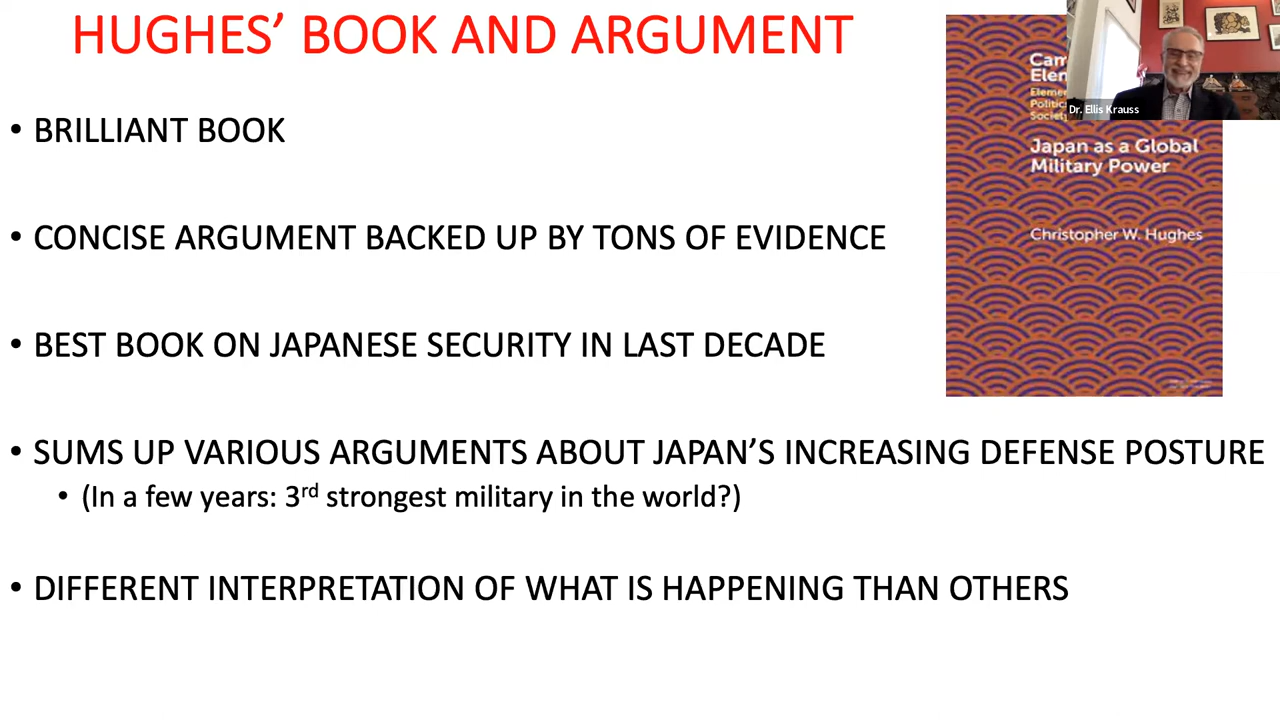 HUGHES’ BOOK AND ARGUMENT
• BRILLIANT BOOK
• CONCISE ARGUMENT BACKED UP BY TONS OF EVIDENCE
• BEST BOOK ON JAPANESE SECURITY IN LAST DECADE
• SUMS UP VARIOUS ARGUMENTS ABOUT JAPAN’S INCREASING DEFENSE POSTURE
• (In a few years: 3rd strongest military in the world?)
• DIFFERENT INTERPRETATION OF WHAT IS HAPPENING THAN OTHERS
Cam
Elem
Elemen
Politic
Society
Japan as a Global
Military Power
Christopher W. Hughes
Dr. Ellis Krauss